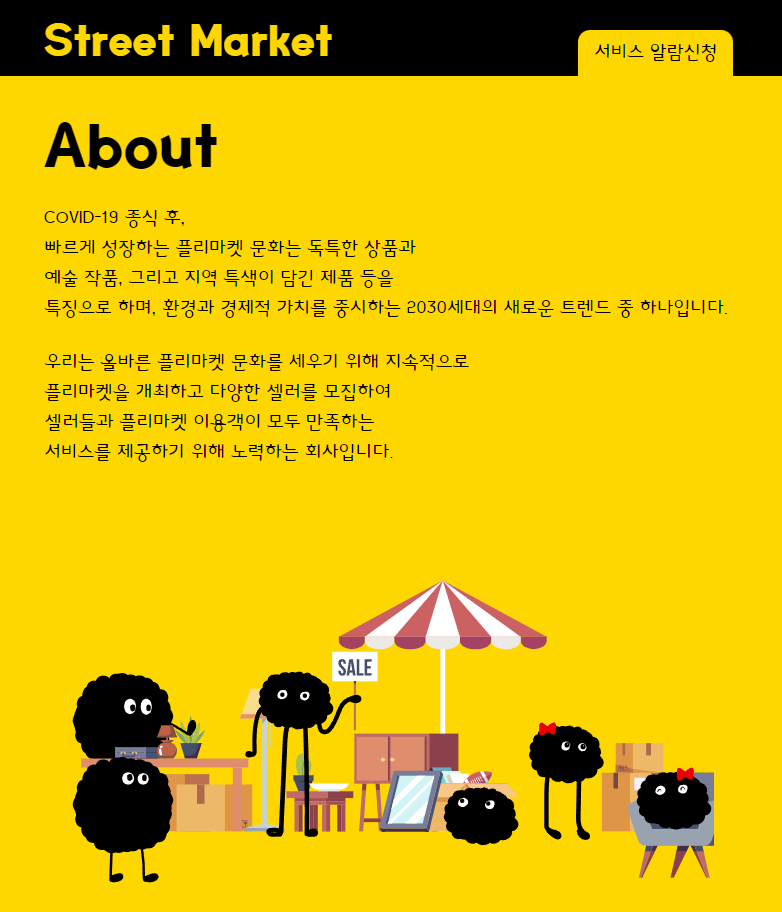 Street Market
서비스 알람신청
About
COVID-19 종식 후,
빠르게 성장하는 플리마켓 문화는 독특한 상품과
예술 작품, 그리고 지역 특색이 담긴 제품 등을
특징으로 하며, 환경과 경제적 가치를 중시하는 2030세대의 새로운 트렌드 중 하나입니다.
우리는 올바른 플리마켓 문화를 세우기 위해 지속적으로
플리마켓을 개최하고 다양한 셀러를 모집하여
셀러들과 플리마켓 이용객이 모두 만족하는
서비스를 제공하기 위해 노력하는 회사입니다.
SALE